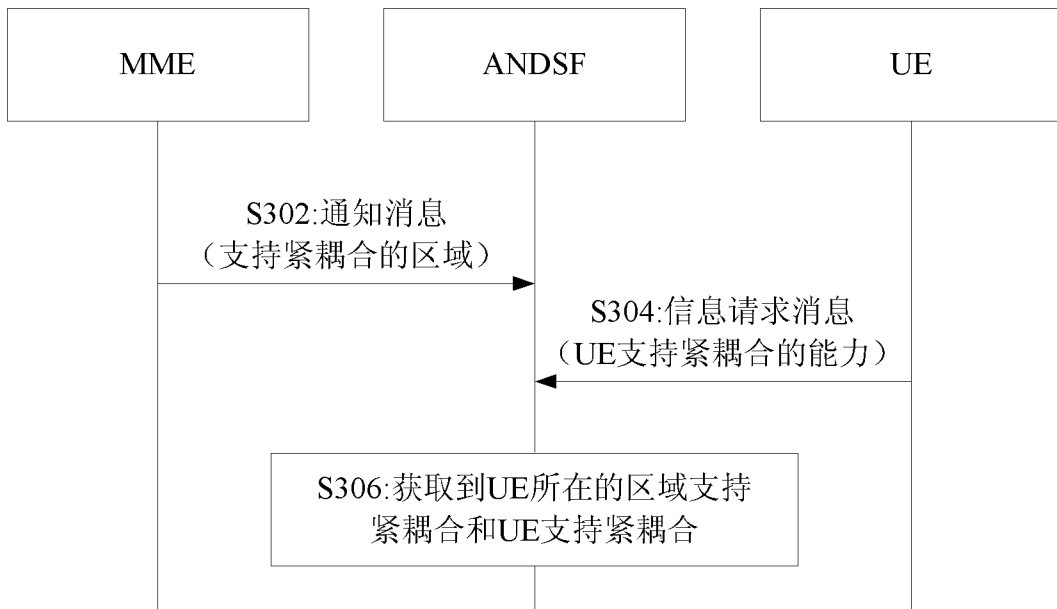 MME
ANDSF
UE
S302:通知消息
（支持紧耦合的区域）
S304:信息请求消息
（UE支持紧耦合的能力）
S306:获取到UE所在的区域支持
紧耦合和UE支持紧耦合